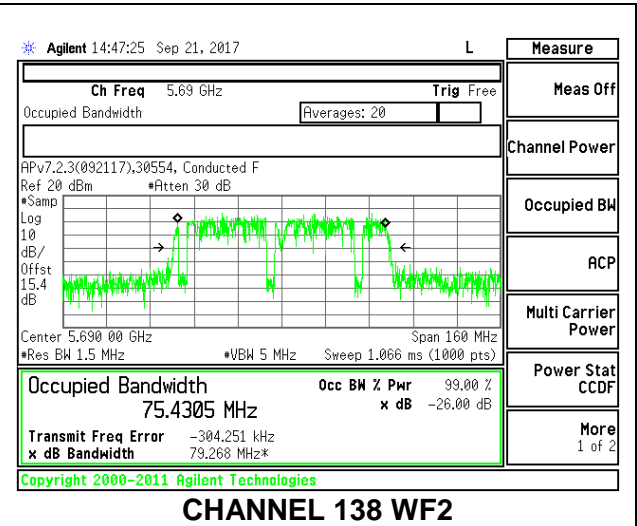 Agilent 14:47:25 Sep 21, 2017 L
Measure
Ch Freq 5.69 GHz Trig Free
Meas Off
Occupied Bandwidth Averages: 20
Channel Power
APv7.2.3(092117),30554, Conducted F
Ref 20 dBm #Atten 30 dB
#Samp
Log
10
dB/
Offst
15.4
dB
Occupied BW
ACP
Multi Carrier
Power
Center 5.690 00 GHz Span 160 MHz
#Res BW 1.5 MHz #VBW 5 MHz Sweep 1.066 ms (1000 pts)
Power Stat
CCDF
Occupied Bandwidth Occ BW % Pwr 99.00 %
75.4305 MHz x dB -26.00 dB
Transmit Freq Error -304.251 kHz
x dB Bandwidth 79.268 MHz*
More
1 of 2
Copyright 2000-2011 Agilent Technologies
CHANNEL 138 WF2